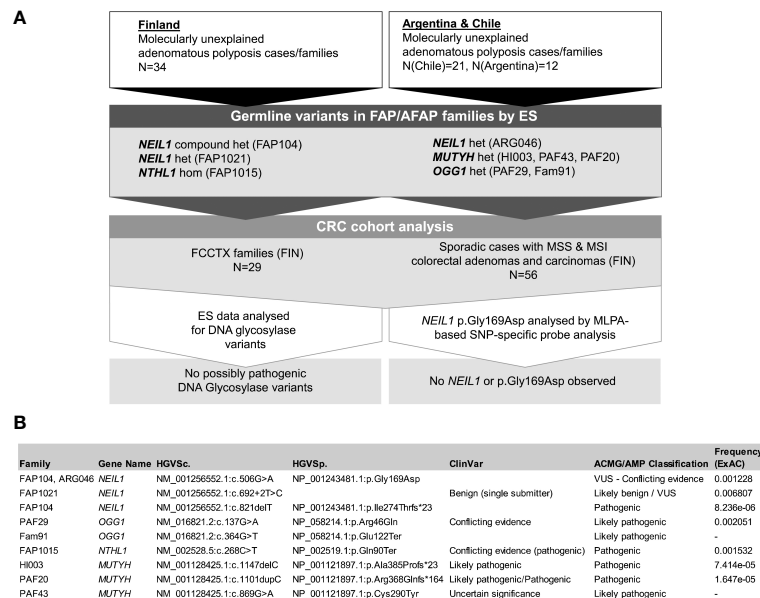 A
Finland
Molecularly unexplained
adenomatous polyposis cases/families
N=34
Argentina & Chile
Molecularly unexplained
adenomatous polyposis cases/families
N(Chile)=21, N(Argentina)=12
Germline variants in FAP/AFAP families by ES
NEIL1 compound het (FAP104)
NEIL1 het (FAP1021)
NTHL1 hom (FAP1015)
NEIL1 het (ARG046)
MUTYH het (HI003, PAF43, PAF20)
OGG1 het (PAF29, Fam91)
CRC cohort analysis
FCCTX families (FIN)
N=29
Sporadic cases with MSS & MSI
colorectal adenomas and carcinomas (FIN)
N=56
ES data analysed
for DNA glycosylase
variants
NEIL1 p.Gly169Asp analysed by MLPA-
based SNP-specific probe analysis
No possibly pathogenic
DNA Glycosylase variants
No NEIL1 or p.Gly169Asp observed
B
Family Gene Name HGVSc. HGVSp. ClinVar ACMG/AMP Classification Frequency (ExAC)
FAP104, ARG046 NEIL1 NM_001256552.1:c.506G>A NP_001243481.1:p.Gly169Asp VUS - Conflicting evidence 0.001228
FAP1021 NEIL1 NM_001256552.1:c.692+2T>C Benign (single submitter) Likely benign / VUS 0.006807
FAP104 NEIL1 NM_001256552.1:c.821delT NP_001243481.1:p.Ile274Thrfs*23 Pathogenic 8.236e-06
PAF29 OGG1 NM_016821.2:c.137G>A NP_058214.1:p.Arg46Gln Conflicting evidence Likely pathogenic 0.002051
Fam91 OGG1 NM_016821.2:c.364G>T NP_058214.1:p.Glu122Ter Likely pathogenic -
FAP1015 NTHL1 NM_002528.5:c.268C>T NP_002519.1:p.Gln90Ter Conflicting evidence (pathogenic) Pathogenic 0.001532
HI003 MUTYH NM_001128425.1:c.1147delC NP_001121897.1:p.Ala385Profs*23 Likely pathogenic Pathogenic 7.414e-05
PAF20 MUTYH NM_001128425.1:c.1101dupC NP_001121897.1:p.Arg368Glnfs*164 Likely pathogenic/Pathogenic Pathogenic 1.647e-05
PAF43 MUTYH NM_001128425.1:c.869G>A NP_001121897.1:p.Cys290Tyr Uncertain significance Likely pathogenic -